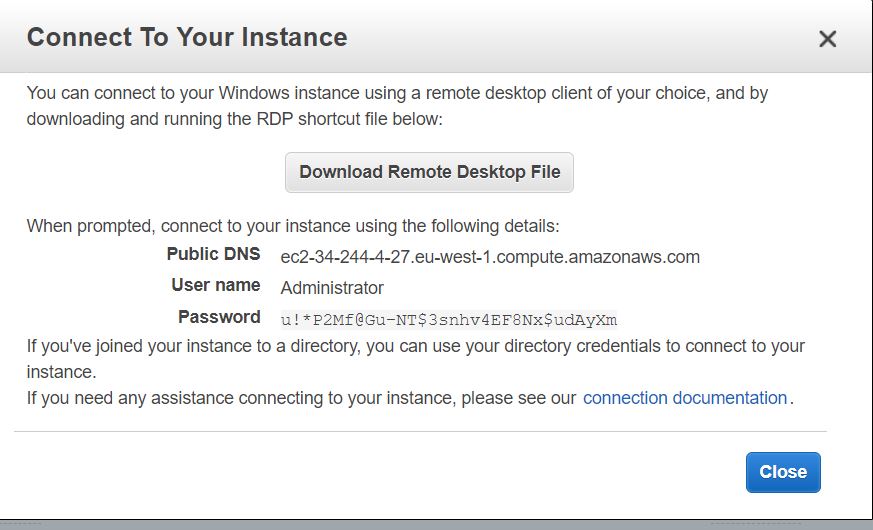 Connect To Your Instance
You can connect to your Windows instance using a remote desktop client of your choice, and by
downloading and running the RDP shortcut file below:
Download Remote Desktop File
When prompted, connect to your instance using the following details:
Public DNS ec2-34-244-4-27.eu-west-1.compute.amazonaws.com
User name Administrator
Password u!*P2Mf@Gu-NT$3snhv4EF8Nx$udAyXm
If you've joined your instance to a directory, you can use your directory credentials to connect to your
instance.
If you need any assistance connecting to your instance, please see our connection documentation.
Close